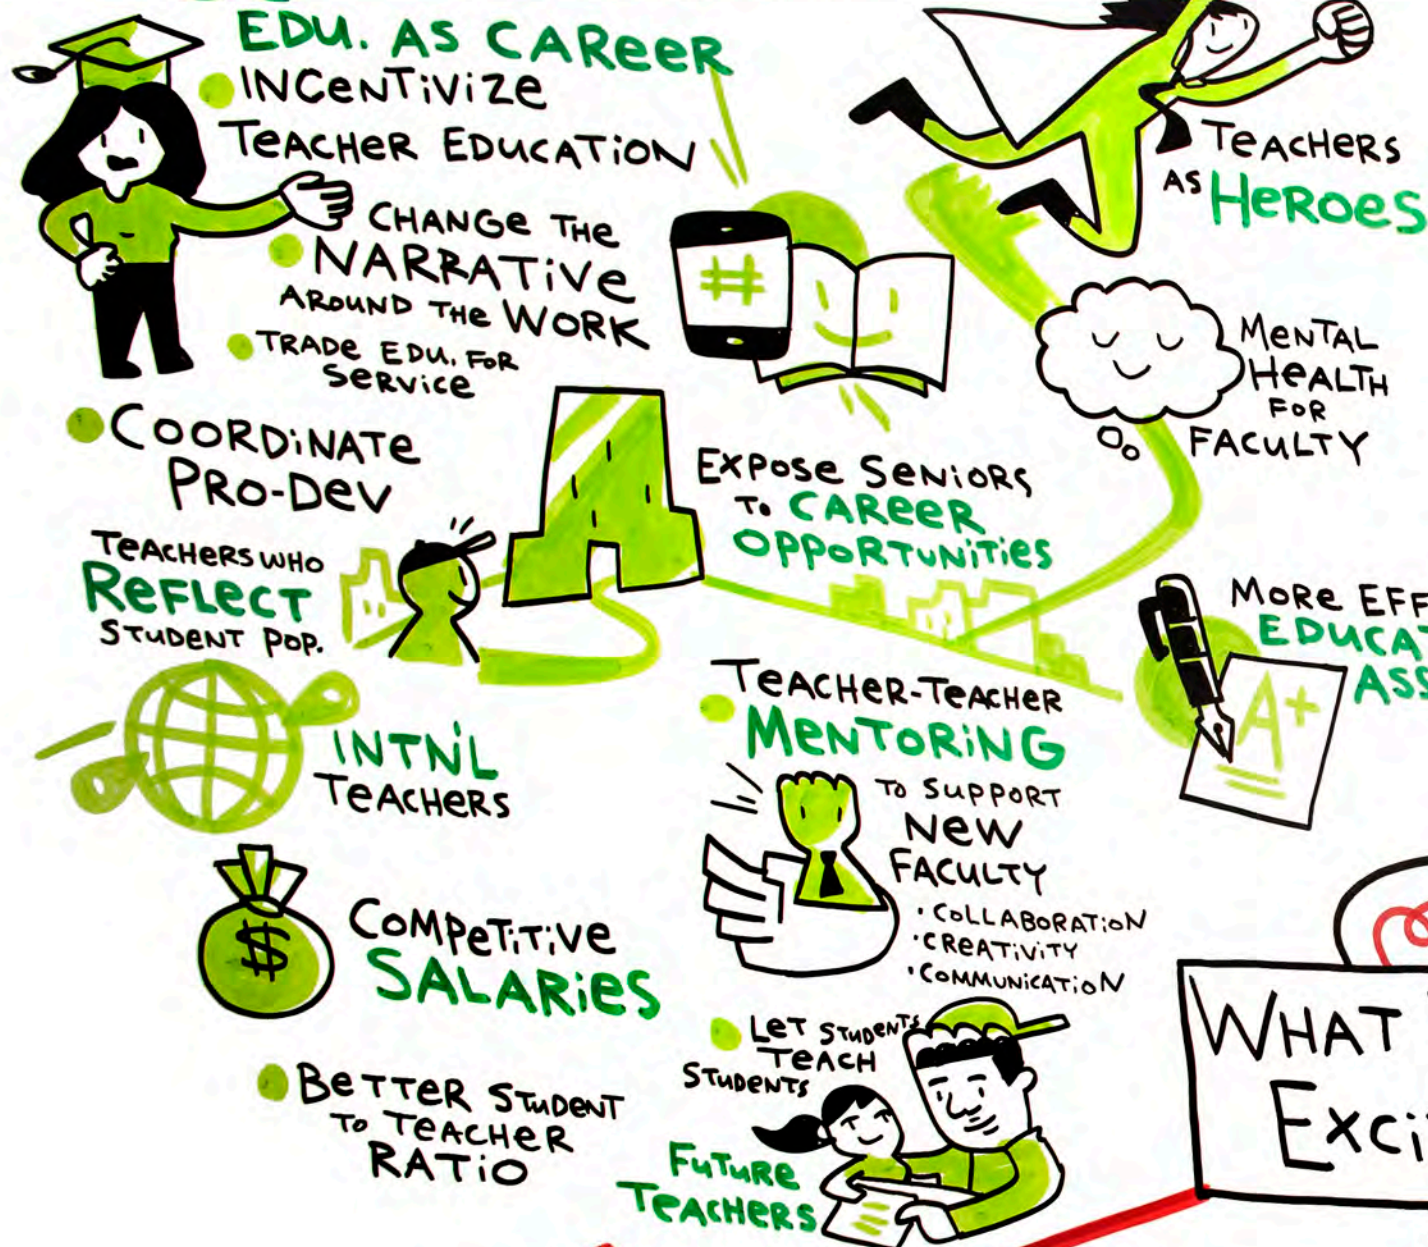 EDU. AS CAREER
INCENTIVIZE
TEACHER EDUCATION
CHANGE THE
NARRATIVE
AROUND THE WORK
TRADE EDU. FOR
SERVICE
COORDINATE
PRO-DEV
TEACHERS WHO
REFLECT
STUDENT POP.
INTN'L
TEACHERS
$
COMPETITIVE
SALARIES
BETTER STUDENT
TO TEACHER
RATIO
#
EXPOSE SENIORS
TO CAREER
OPPORTUNITIES
TEACHER-TEACHER
MENTORING
TO SUPPORT
NEW
FACULTY
• COLLABORATION
• CREATIVITY
• COMMUNICATION
LET STUDENTS
TEACH
STUDENTS
FUTURE
TEACHERS
TEACHERS
AS HEROES
MENTAL
HEALTH
FOR
FACULTY
MORE
A+
WHAT